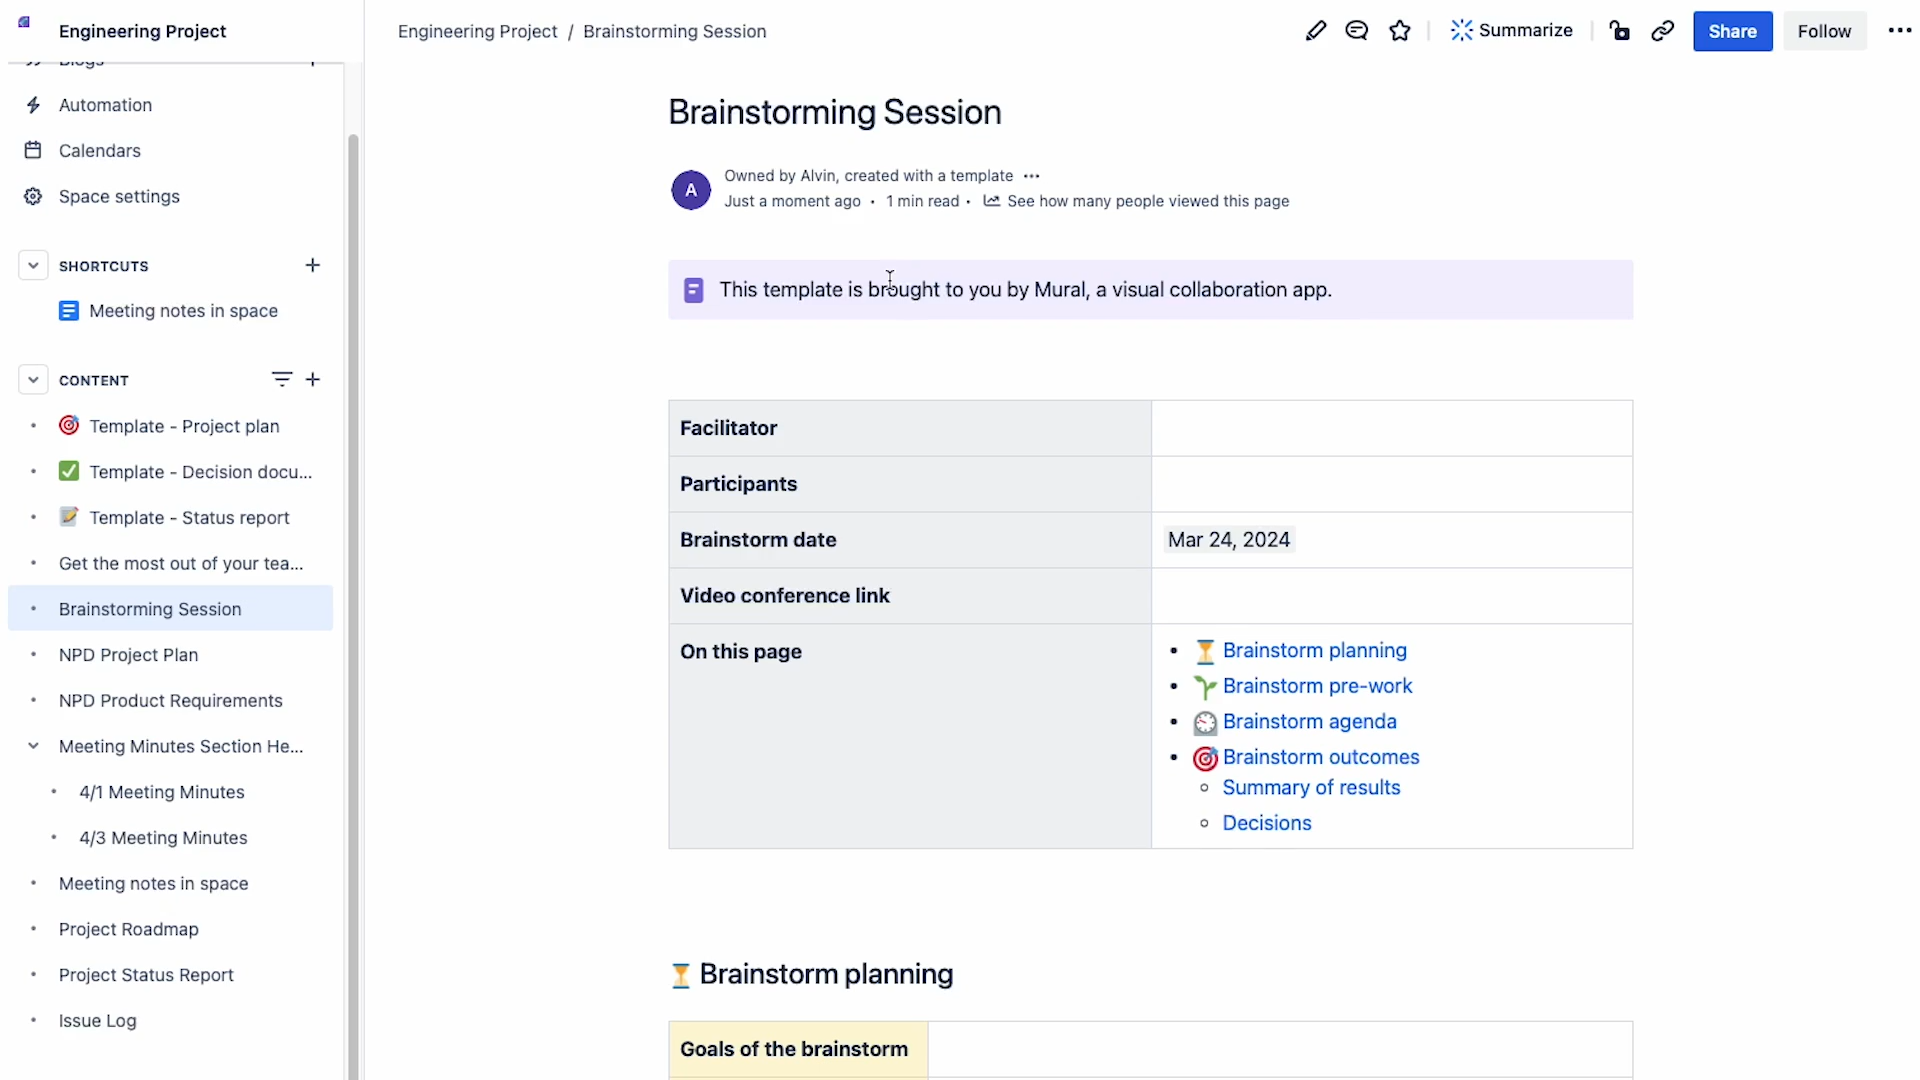 Engineering Project
Blogs
Automation
Calendars
Space settings
SHORTCUTS
Meeting notes in space
CONTENT
Template - Project plan
Template - Decision docu...
Template - Status report
Get the most out of your tea...
Brainstorming Session
NPD Project Plan
NPD Product Requirements
Meeting Minutes Section He...
4/1 Meeting Minutes
4/3 Meeting Minutes
Meeting notes in space
Project Roadmap
Project Status Report
Issue Log
Engineering Project / Brainstorming Session
Summarize
Share
Follow
Brainstorming Session
A
Owned by Alvin, created with a template
Just a moment ago • 1 min read • See how many people viewed this page
This template is brought to you by Mural, a visual collaboration app.
Facilitator
Participants
Brainstorm date
Mar 24, 2024
Video conference link
On this page
Brainstorm planning
Brainstorm pre-work
Brainstorm agenda
Brainstorm outcomes
Summary of results
Decisions
Brainstorm planning
Goals of the brainstorm